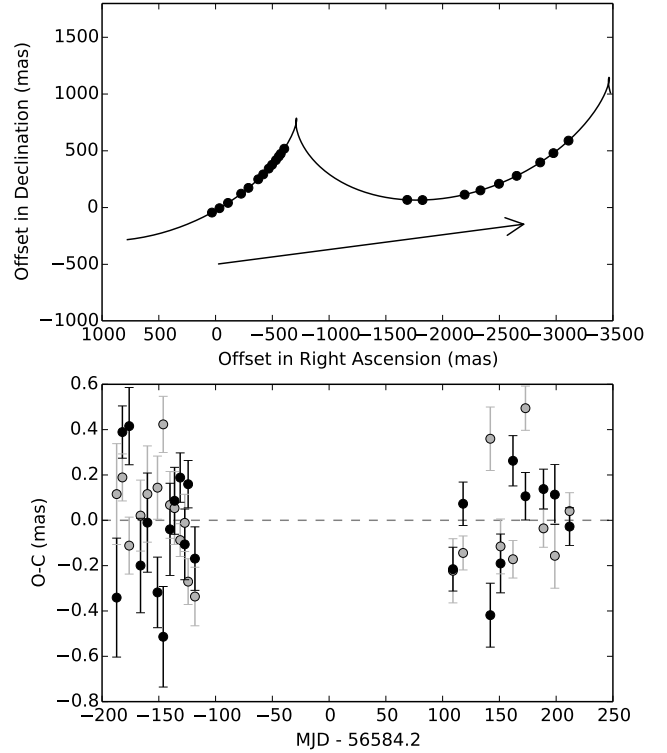 1500
1000
500
0
−500
−1000
Offset in Declination (mas)
1000 500 0 −500 −1000 −1500 −2000 −2500 −3000 −3500
Offset in Right Ascension (mas)
0.6
0.4
0.2
0.0
−0.2
−0.4
−0.6
−0.8
O-C (mas)
−200 −150 −100 −50 0 50 100 150 200 250
MJD - 56584.2